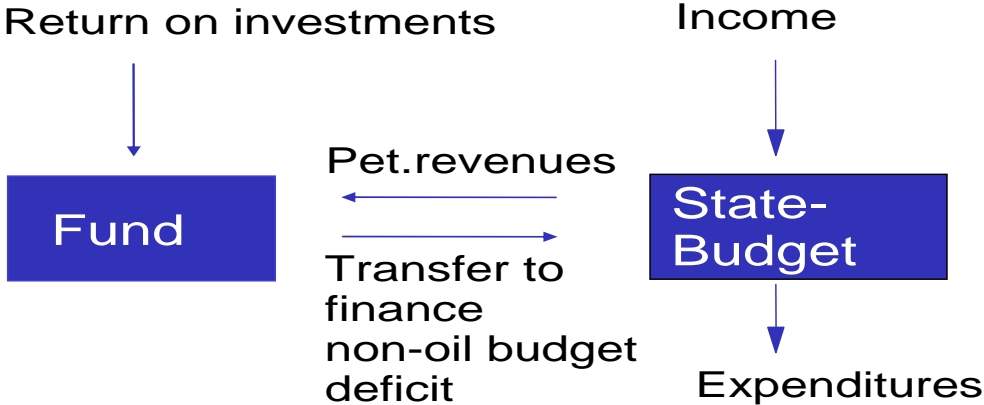 Return on investments
Income
Pet.revenues
Fund
State-
Budget
Transfer to
finance
non-oil budget
deficit
Expenditures